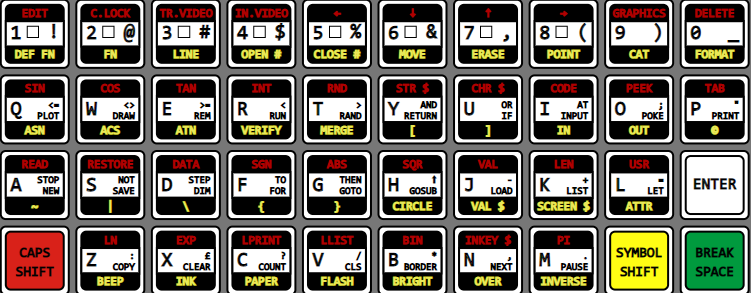 EDIT C.LOCK TR.VIDEO IN.VIDEO ← ↓ ↑ → GRAPHICS DELETE
1 ! 2 @ 3 # 4 $ 5 % 6 & 7 , 8 ( 9 ) 0 _
DEF FN FN LINE OPEN # CLOSE # MOVE ERASE POINT CAT FORMAT
SIN COS TAN INT RND STR $ CHR $ CODE PEEK TAB
Q <= PLOT W <> DRAW E >= REM R < RUN T > RAND Y AND RETURN U OR IF I AT INPUT O ; POKE P " PRINT
ASN ACS ATN VERIFY MERGE [ ] IN OUT ©
READ RESTORE DATA SGN ABS SQR VAL LEN USR
A STOP NEW S NOT SAVE D STEP DIM F TO FOR G THEN GOTO H ↑ GOSUB J - LOAD K + LIST L = LET ENTER
~ | \ { } CIRCLE VAL $ SCREEN $ ATTR
LN EXP LPRINT LLIST BIN INKEY $ PI
CAPS SHIFT Z : COPY X £ CLEAR C ? COUNT V / CLS B * BORDER N , NEXT M . PAUSE SYMBOL SHIFT BREAK SPACE
BEEP INK PAPER FLASH BRIGHT OVER INVERSE